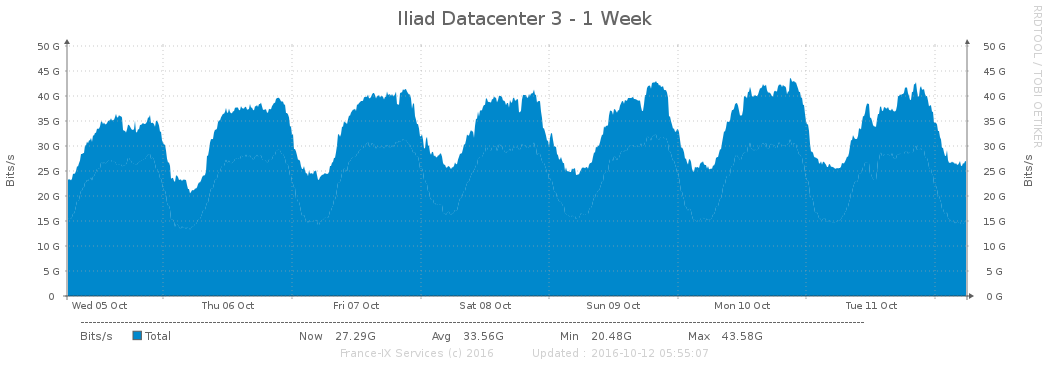 Iliad Datacenter 3 - 1 Week
RRDTOOL / TOBI OETIKER
Bits/s
50 G 50 G
45 G 45 G
40 G 40 G
35 G 35 G
30 G 30 G
25 G 25 G
20 G 20 G
15 G 15 G
10 G 10 G
5 G 5 G
0 0 G
Bits/s
Wed 05 Oct Thu 06 Oct Fri 07 Oct Sat 08 Oct Sun 09 Oct Mon 10 Oct Tue 11 Oct
Bits/s Total Now 27.29G Avg 33.56G Min 20.48G Max 43.58G
France-IX Services (c) 2016 Updated : 2016-10-12 05:55:07